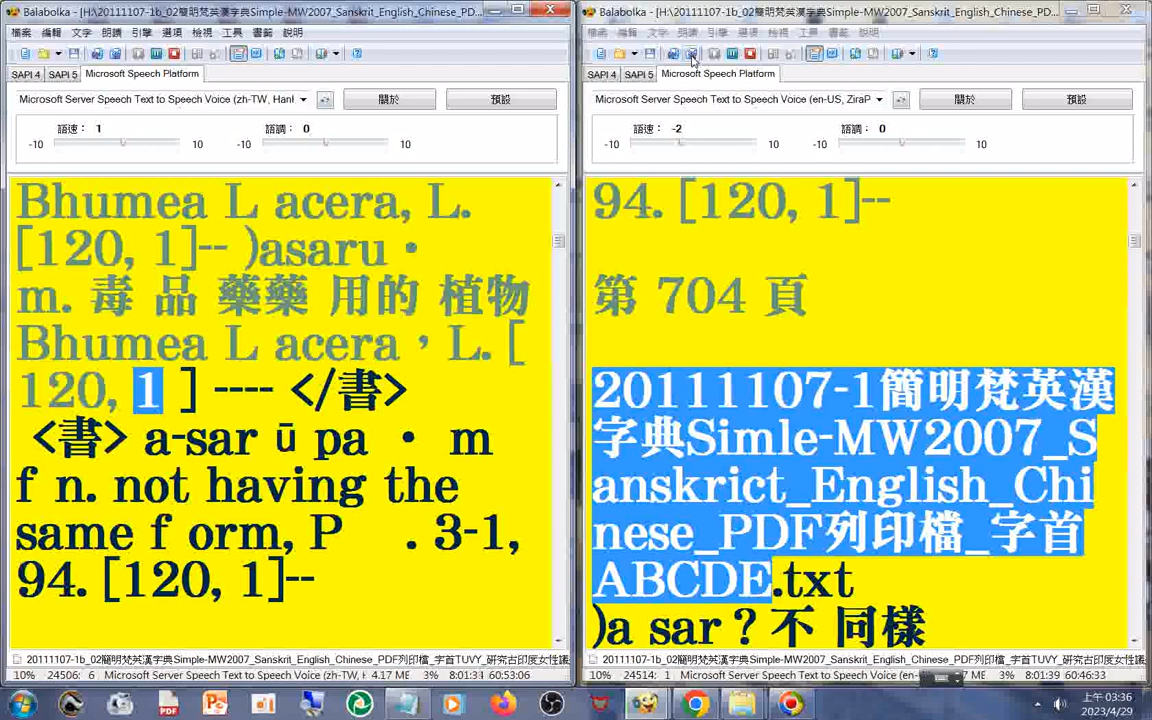 Balabolka - [H:\20111107-1b_02簡明梵英漢字典Simple-MW2007_Sanskrit_English_Chinese_PD...
檔案 編輯 文字 朗讀 引擎 選項 檢視 工具 書籤 說明
SAPI 4 SAPI 5 Microsoft Speech Platform
Microsoft Server Speech Text to Speech Voice (zh-TW, Hanl 關於 預設
語速： 1 語調： 0
-10 10 -10 10
Bhumea L acera, L.
[120, 1]-- )asaru •
m. 毒 品 藥藥 用的 植物
Bhumea L acera，L. [
120, 1 ] ---- </書>
<書> a-sar ū pa • m
f n. not having the
same f orm, P . 3-1,
94. [120, 1]--
20111107-1b_02簡明梵英漢字典Simple-MW2007_Sanskrit_English_Chinese_PDF列印檔_字首TUVY_研究古印度女性議
10% 24506: 6 Microsoft Server Speech Text to Speech Voice (zh-TW, H 4.17 ME 3% 8:01:3 60:53:06
Balabolka - [H:\20111107-1b_02簡明梵英漢字典Simple-MW2007_Sanskrit_English_Chinese_PD...
檔案 編輯 文字 朗讀 引擎 選項 檢視 工具 書籤 說明
SAPI 4 SAPI 5 Microsoft Speech Platform
Microsoft Server Speech Text to Speech Voice (en-US, ZiraP 關於 預設
語速： -2 語調： 0
-10 10 -10 10
94. [120, 1]--
第 704 頁
20111107-1簡明梵英漢
字典Simle-MW2007_S
anskrict_English_Chi
nese_PDF列印檔_字首
ABCDE.txt
)a sar？不 同樣
20111107-1b_02簡明梵英漢字典Simple-MW2007_Sanskrit_English_Chinese_PDF列印檔_字首TUVY_研究古印度女性議
10% 24514: 1 Microsoft Server Speech Text to Speech Voice (en- 4.17 ME 3% 8:01:39 60:46:33
上午 03:36
2023/4/29